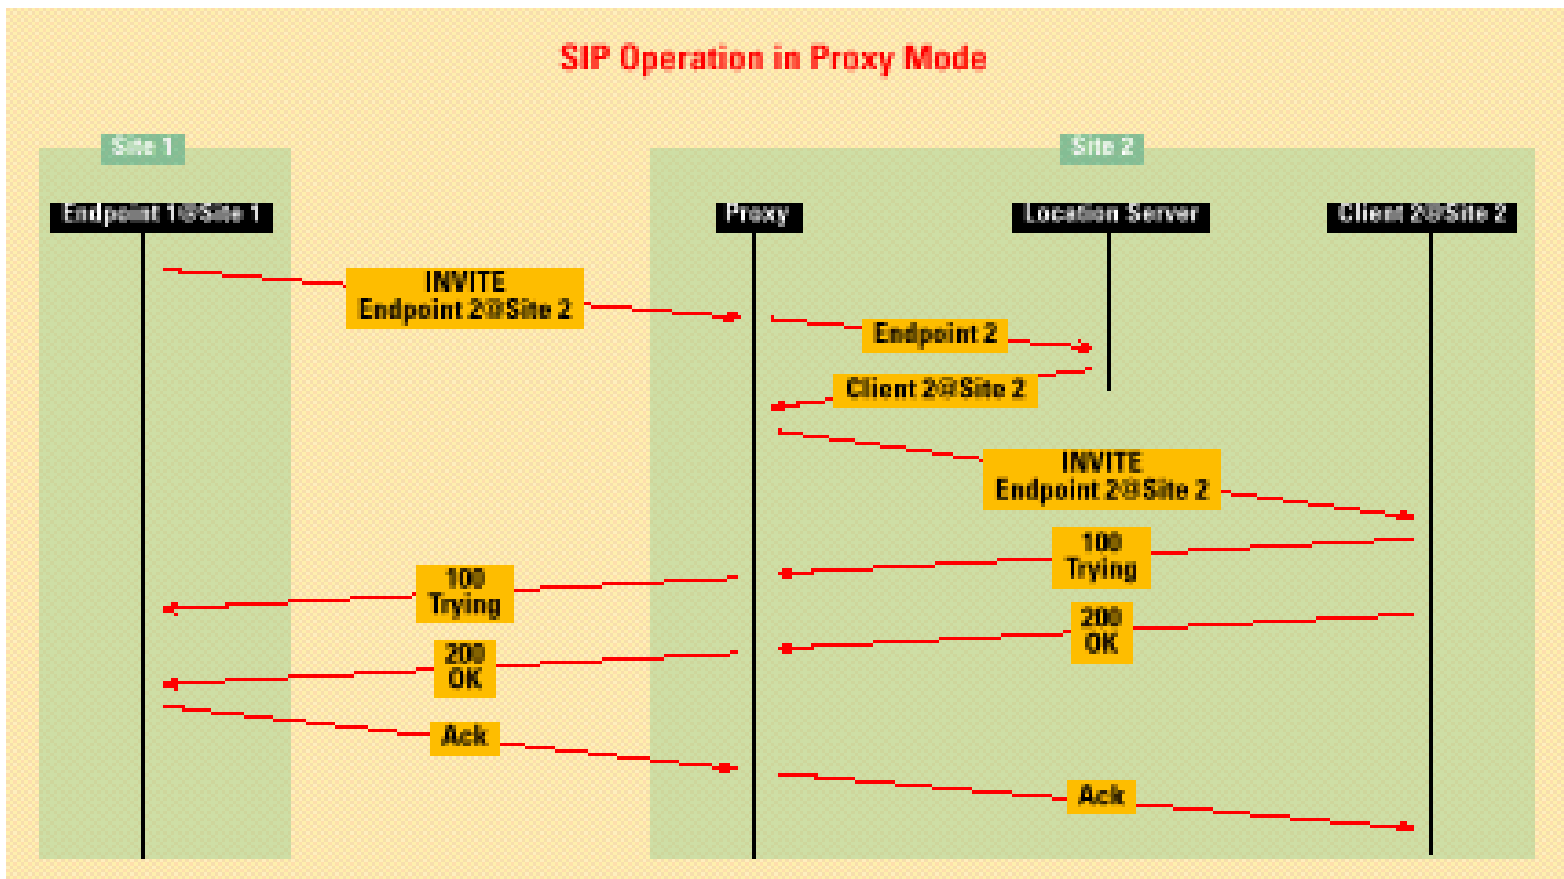 SIP Operation in Proxy Mode
Site 1
Site 2
Endpoint 1@Site 1
Proxy
Location Server
Client 2@Site 2
INVITE
Endpoint 2@Site 2
Endpoint 2
Client 2@Site 2
INVITE
Endpoint 2@Site 2
100
Trying
100
Trying
200
OK
200
OK
Ack
Ack